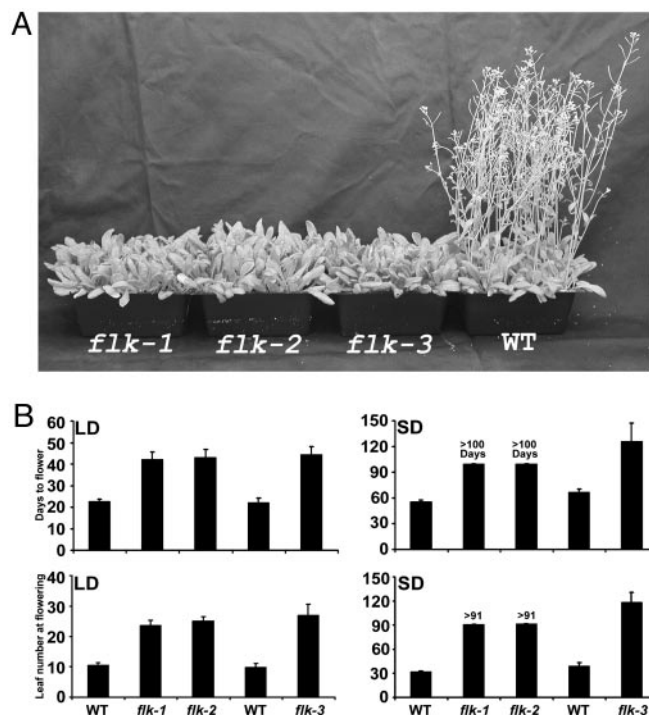 A
flk-1 flk-2 flk-3 WT
B
LD
Days to flower
60
50
40
30
20
10
0
SD
150
120
90
60
30
0
>100 Days
>100 Days
LD
Leaf number at flowering
40
30
20
10
0
WT flk-1 flk-2 WT flk-3
SD
150
120
90
60
30
0
>91
>91
WT flk-1 flk-2 WT flk-3